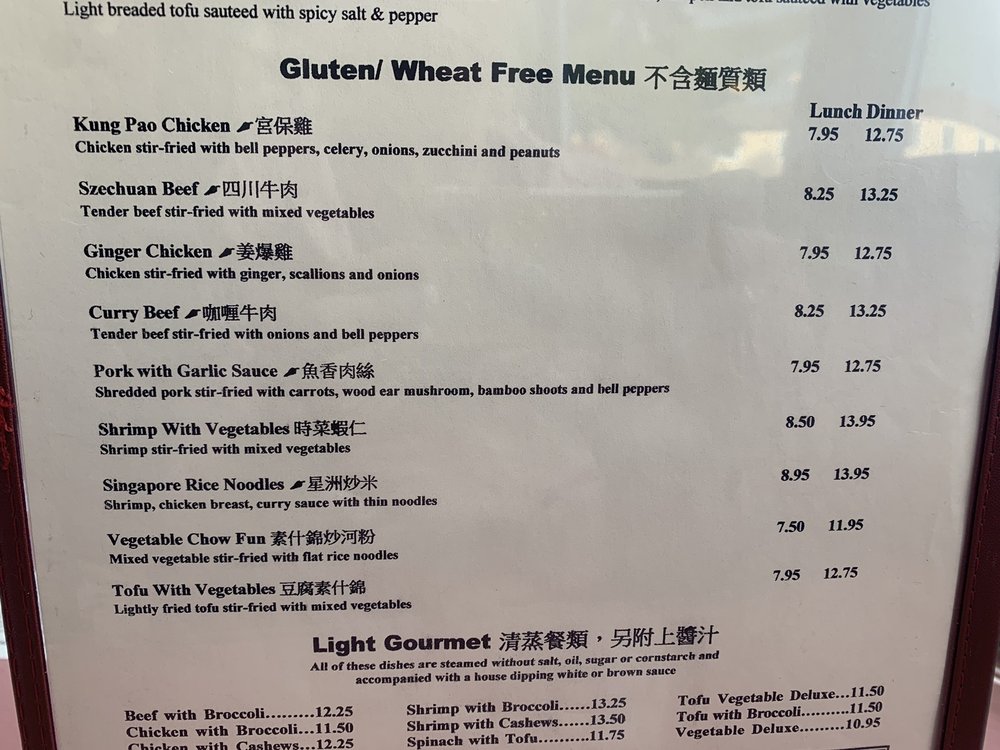 Light breaded tofu sauteed with spicy salt & pepper
tofu sauteed with vegetables
Gluten/ Wheat Free Menu 不含麵質類
Lunch Dinner
Kung Pao Chicken 宮保雞 7.95 12.75
Chicken stir-fried with bell peppers, celery, onions, zucchini and peanuts
Szechuan Beef 四川牛肉 8.25 13.25
Tender beef stir-fried with mixed vegetables
Ginger Chicken 姜爆雞 7.95 12.75
Chicken stir-fried with ginger, scallions and onions
Curry Beef 咖喱牛肉 8.25 13.25
Tender beef stir-fried with onions and bell peppers
Pork with Garlic Sauce 魚香肉絲 7.95 12.75
Shredded pork stir-fried with carrots, wood ear mushroom, bamboo shoots and bell peppers
Shrimp With Vegetables 時菜蝦仁 8.50 13.95
Shrimp stir-fried with mixed vegetables
Singapore Rice Noodles 星洲炒米 8.95 13.95
Shrimp, chicken breast, curry sauce with thin noodles
Vegetable Chow Fun 素什錦炒河粉 7.50 11.95
Mixed vegetable stir-fried with flat rice noodles
Tofu With Vegetables 豆腐素什錦 7.95 12.75
Lightly fried tofu stir-fried with mixed vegetables
Light Gourmet 清蒸餐類，另附上醬汁
All of these dishes are steamed without salt, oil, sugar or cornstarch and
accompanied with a house dipping white or brown sauce
Beef with Broccoli.........12.25
Chicken with Broccoli...11.50
Chicken with Cashews...12.25
Shrimp with Broccoli......13.25
Shrimp with Cashews......13.50
Spinach with Tofu..........11.75
Tofu Vegetable Deluxe...11.50
Tofu with Broccoli..........11.50
Vegetable Deluxe.........10.95